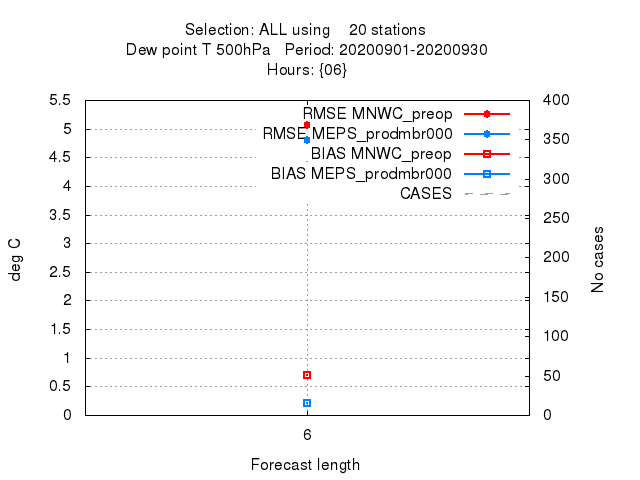 Selection: ALL using    20 stations
Dew point T 500hPa   Period: 20200901-20200930
Hours: {06}
RMSE MNWC_preop
RMSE MEPS_prodmbr000
BIAS MNWC_preop
BIAS MEPS_prodmbr000
CASES
5.5
5
4.5
4
3.5
3
2.5
2
1.5
1
0.5
0
deg C
400
350
300
250
200
150
100
50
0
No cases
6
Forecast length